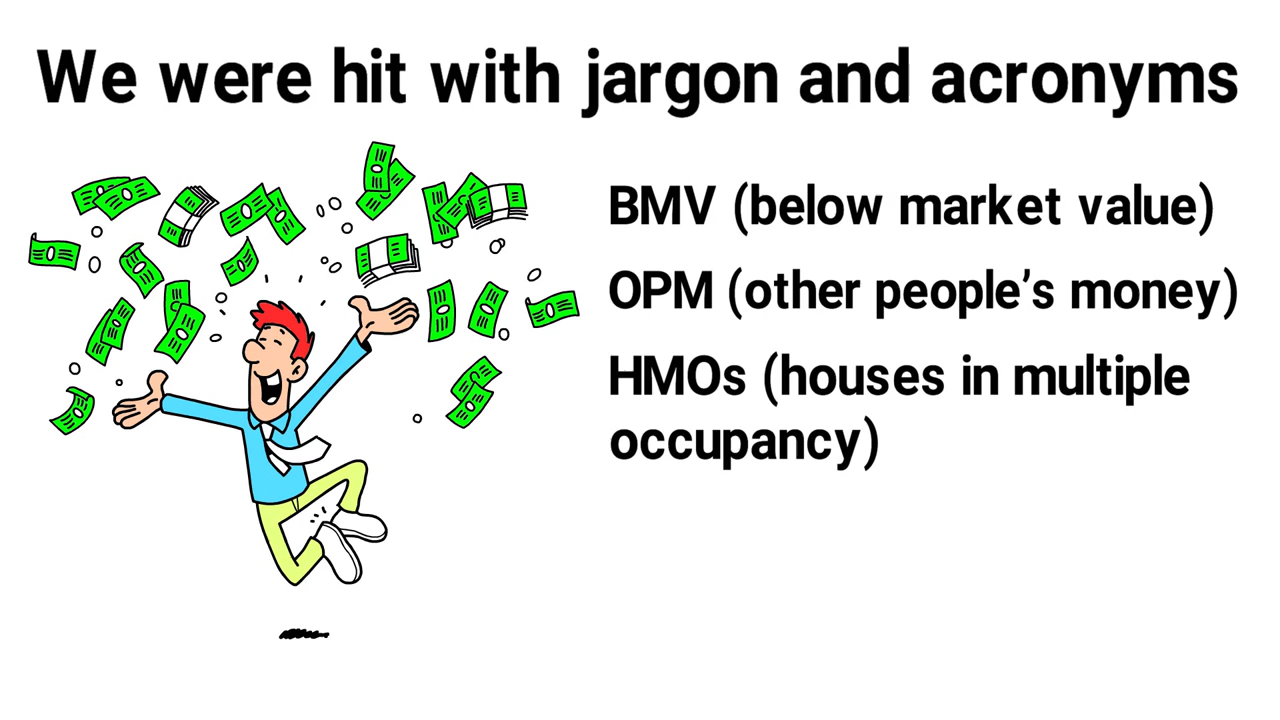 We were hit with jargon and acronyms
BMV (below market value)
OPM (other people’s money)
HMOs (houses in multiple
occupancy)